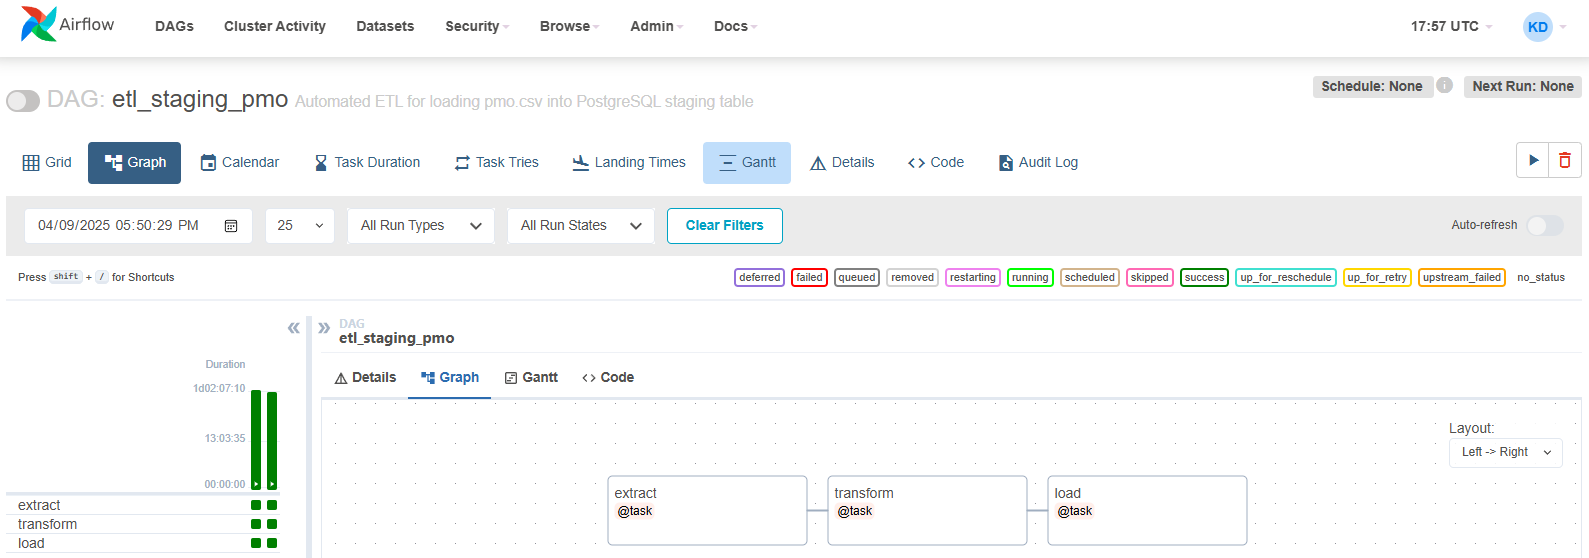 Airflow DAGs Cluster Activity Datasets Security Browse Admin Docs 17:57 UTC KD
DAG: etl_staging_pmo Automated ETL for loading pmo.csv into PostgreSQL staging table Schedule: None i Next Run: None
Grid Graph Calendar Task Duration Task Tries Landing Times Gantt Details Code Audit Log
04/09/2025 05:50:29 PM 25 All Run Types All Run States Clear Filters Auto-refresh
Press shift + / for Shortcuts deferred failed queued removed restarting running scheduled skipped success up_for_reschedule up_for_retry upstream_failed no_status
DAG
etl_staging_pmo
Duration
Details Graph Gantt Code
1d02:07:10
13:03:35
00:00:00
Layout:
Left -> Right
extract
transform
load
extract
@task
transform
@task
load
@task